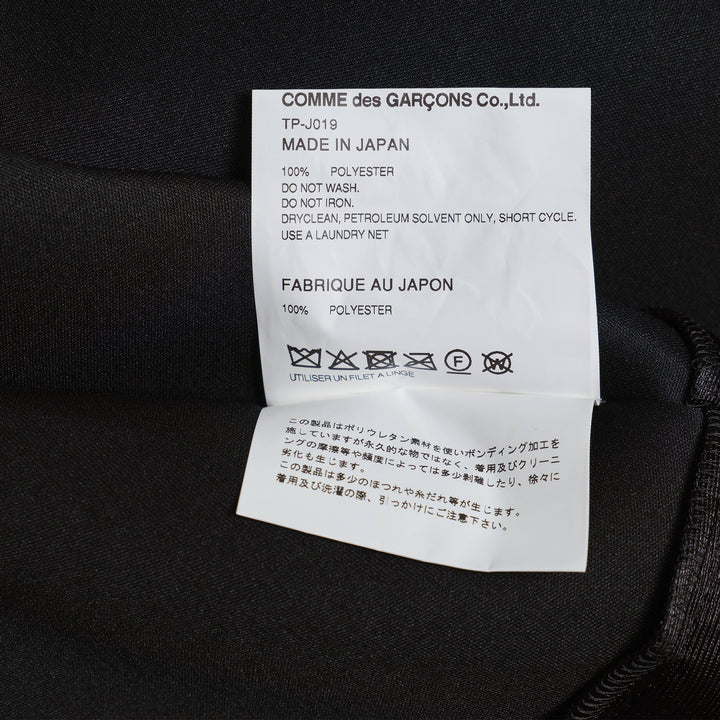 COMME des GARÇONS Co.,Ltd.
TP-J019
MADE IN JAPAN
100% POLYESTER
DO NOT WASH.
DO NOT IRON.
DRYCLEAN, PETROLEUM SOLVENT ONLY, SHORT CYCLE.
USE A LAUNDRY NET
FABRIQUE AU JAPON
100% POLYESTER
F W
UTILISER UN FILET A LINGE
この製品はポリウレタン素材を使いボンディング加工を
施していますが永久的な物ではなく、着用及びクリーニ
ングの摩擦等や頻度によっては多少剥離したり、徐々に
劣化も生じます。
この製品は多少のほつれや糸だれ等が生じます。
着用及び洗濯の際、引っかけにご注意下さい。